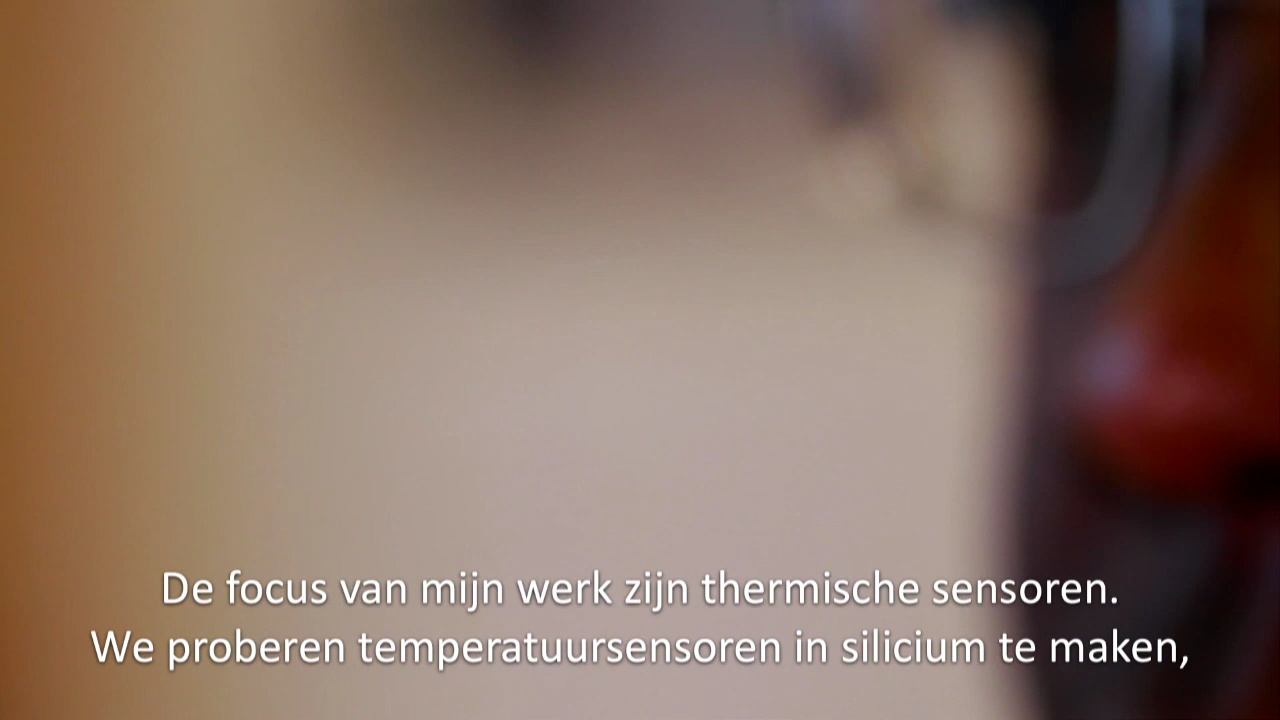 De focus van mijn werk zijn thermische sensoren.
We proberen temperatuursensoren in silicium te maken,